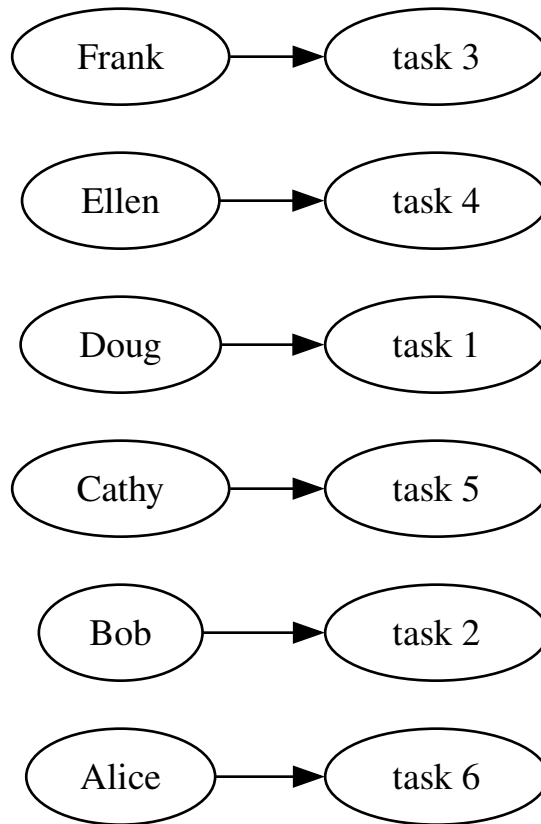 Frank task 3
Ellen task 4
Doug task 1
Cathy task 5
Bob task 2
Alice task 6